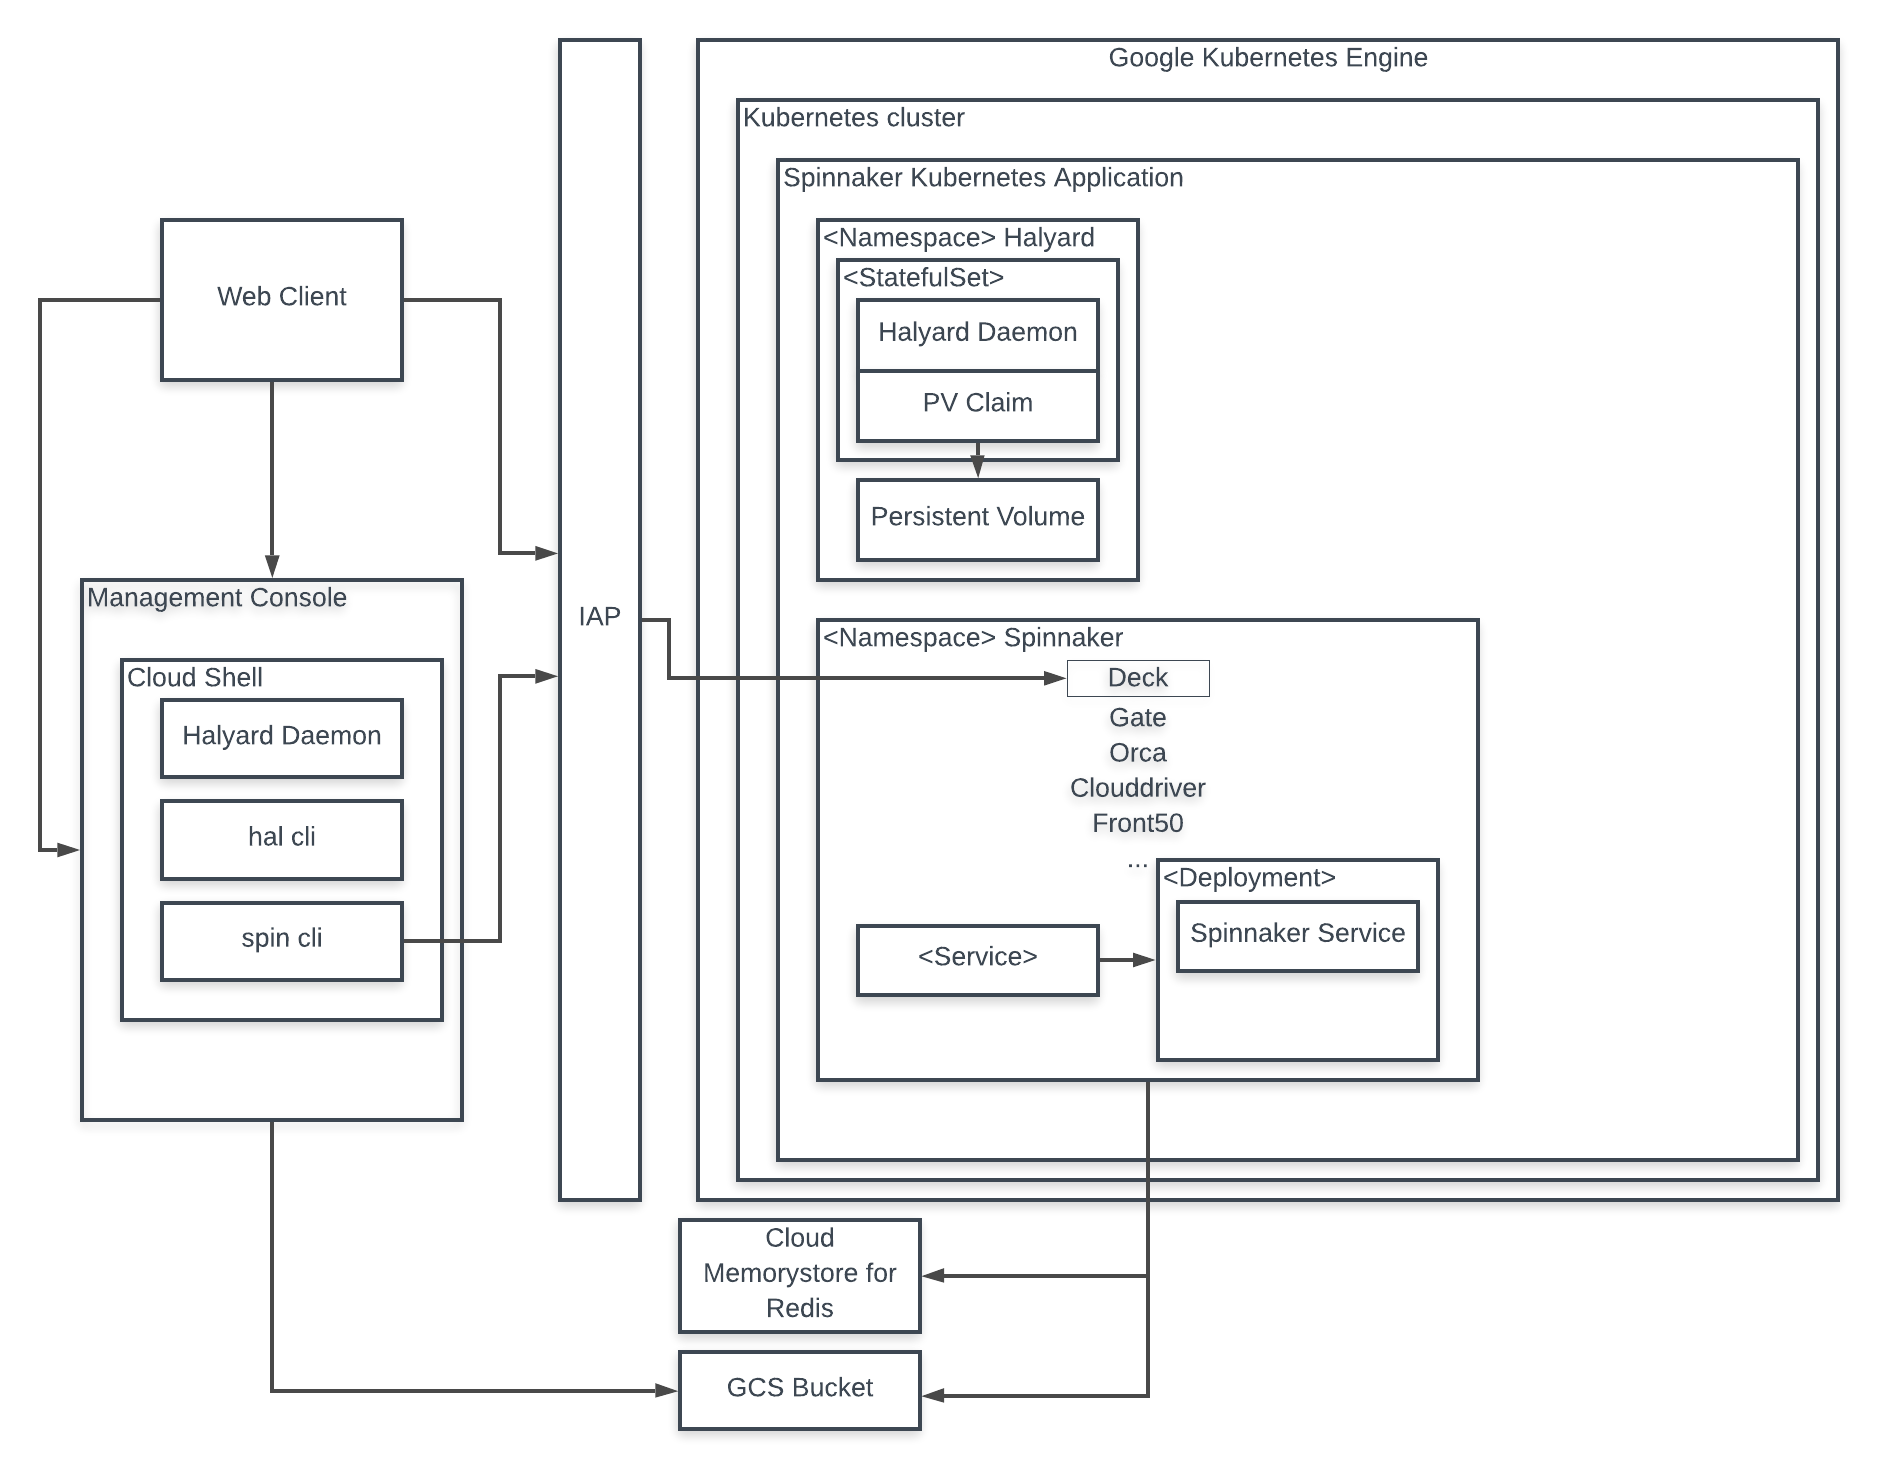 Google Kubernetes Engine
Kubernetes cluster
Spinnaker Kubernetes Application
<Namespace> Halyard
<StatefulSet>
Halyard Daemon
PV Claim
Persistent Volume
Web Client
Management Console
Cloud Shell
Halyard Daemon
hal cli
spin cli
IAP
<Namespace> Spinnaker
Deck
Gate
Orca
Clouddriver
Front50
...
<Deployment>
Spinnaker Service
<Service>
Cloud
Memorystore for
Redis
GCS Bucket